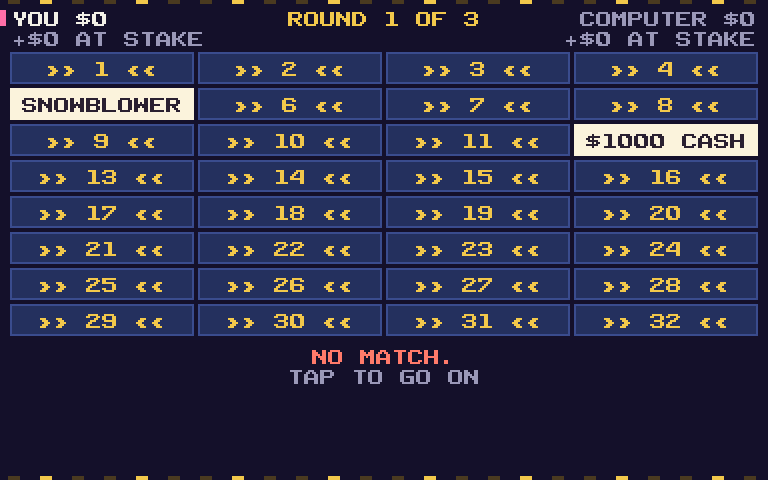 YOU $0 ROUND 1 OF 3 COMPUTER $0
+$0 AT STAKE +$0 AT STAKE
>> 1 << >> 2 << >> 3 << >> 4 <<
SNOWBLOWER >> 6 << >> 7 << >> 8 <<
>> 9 << >> 10 << >> 11 << $1000 CASH
>> 13 << >> 14 << >> 15 << >> 16 <<
>> 17 << >> 18 << >> 19 << >> 20 <<
>> 21 << >> 22 << >> 23 << >> 24 <<
>> 25 << >> 26 << >> 27 << >> 28 <<
>> 29 << >> 30 << >> 31 << >> 32 <<
NO MATCH.
TAP TO GO ON